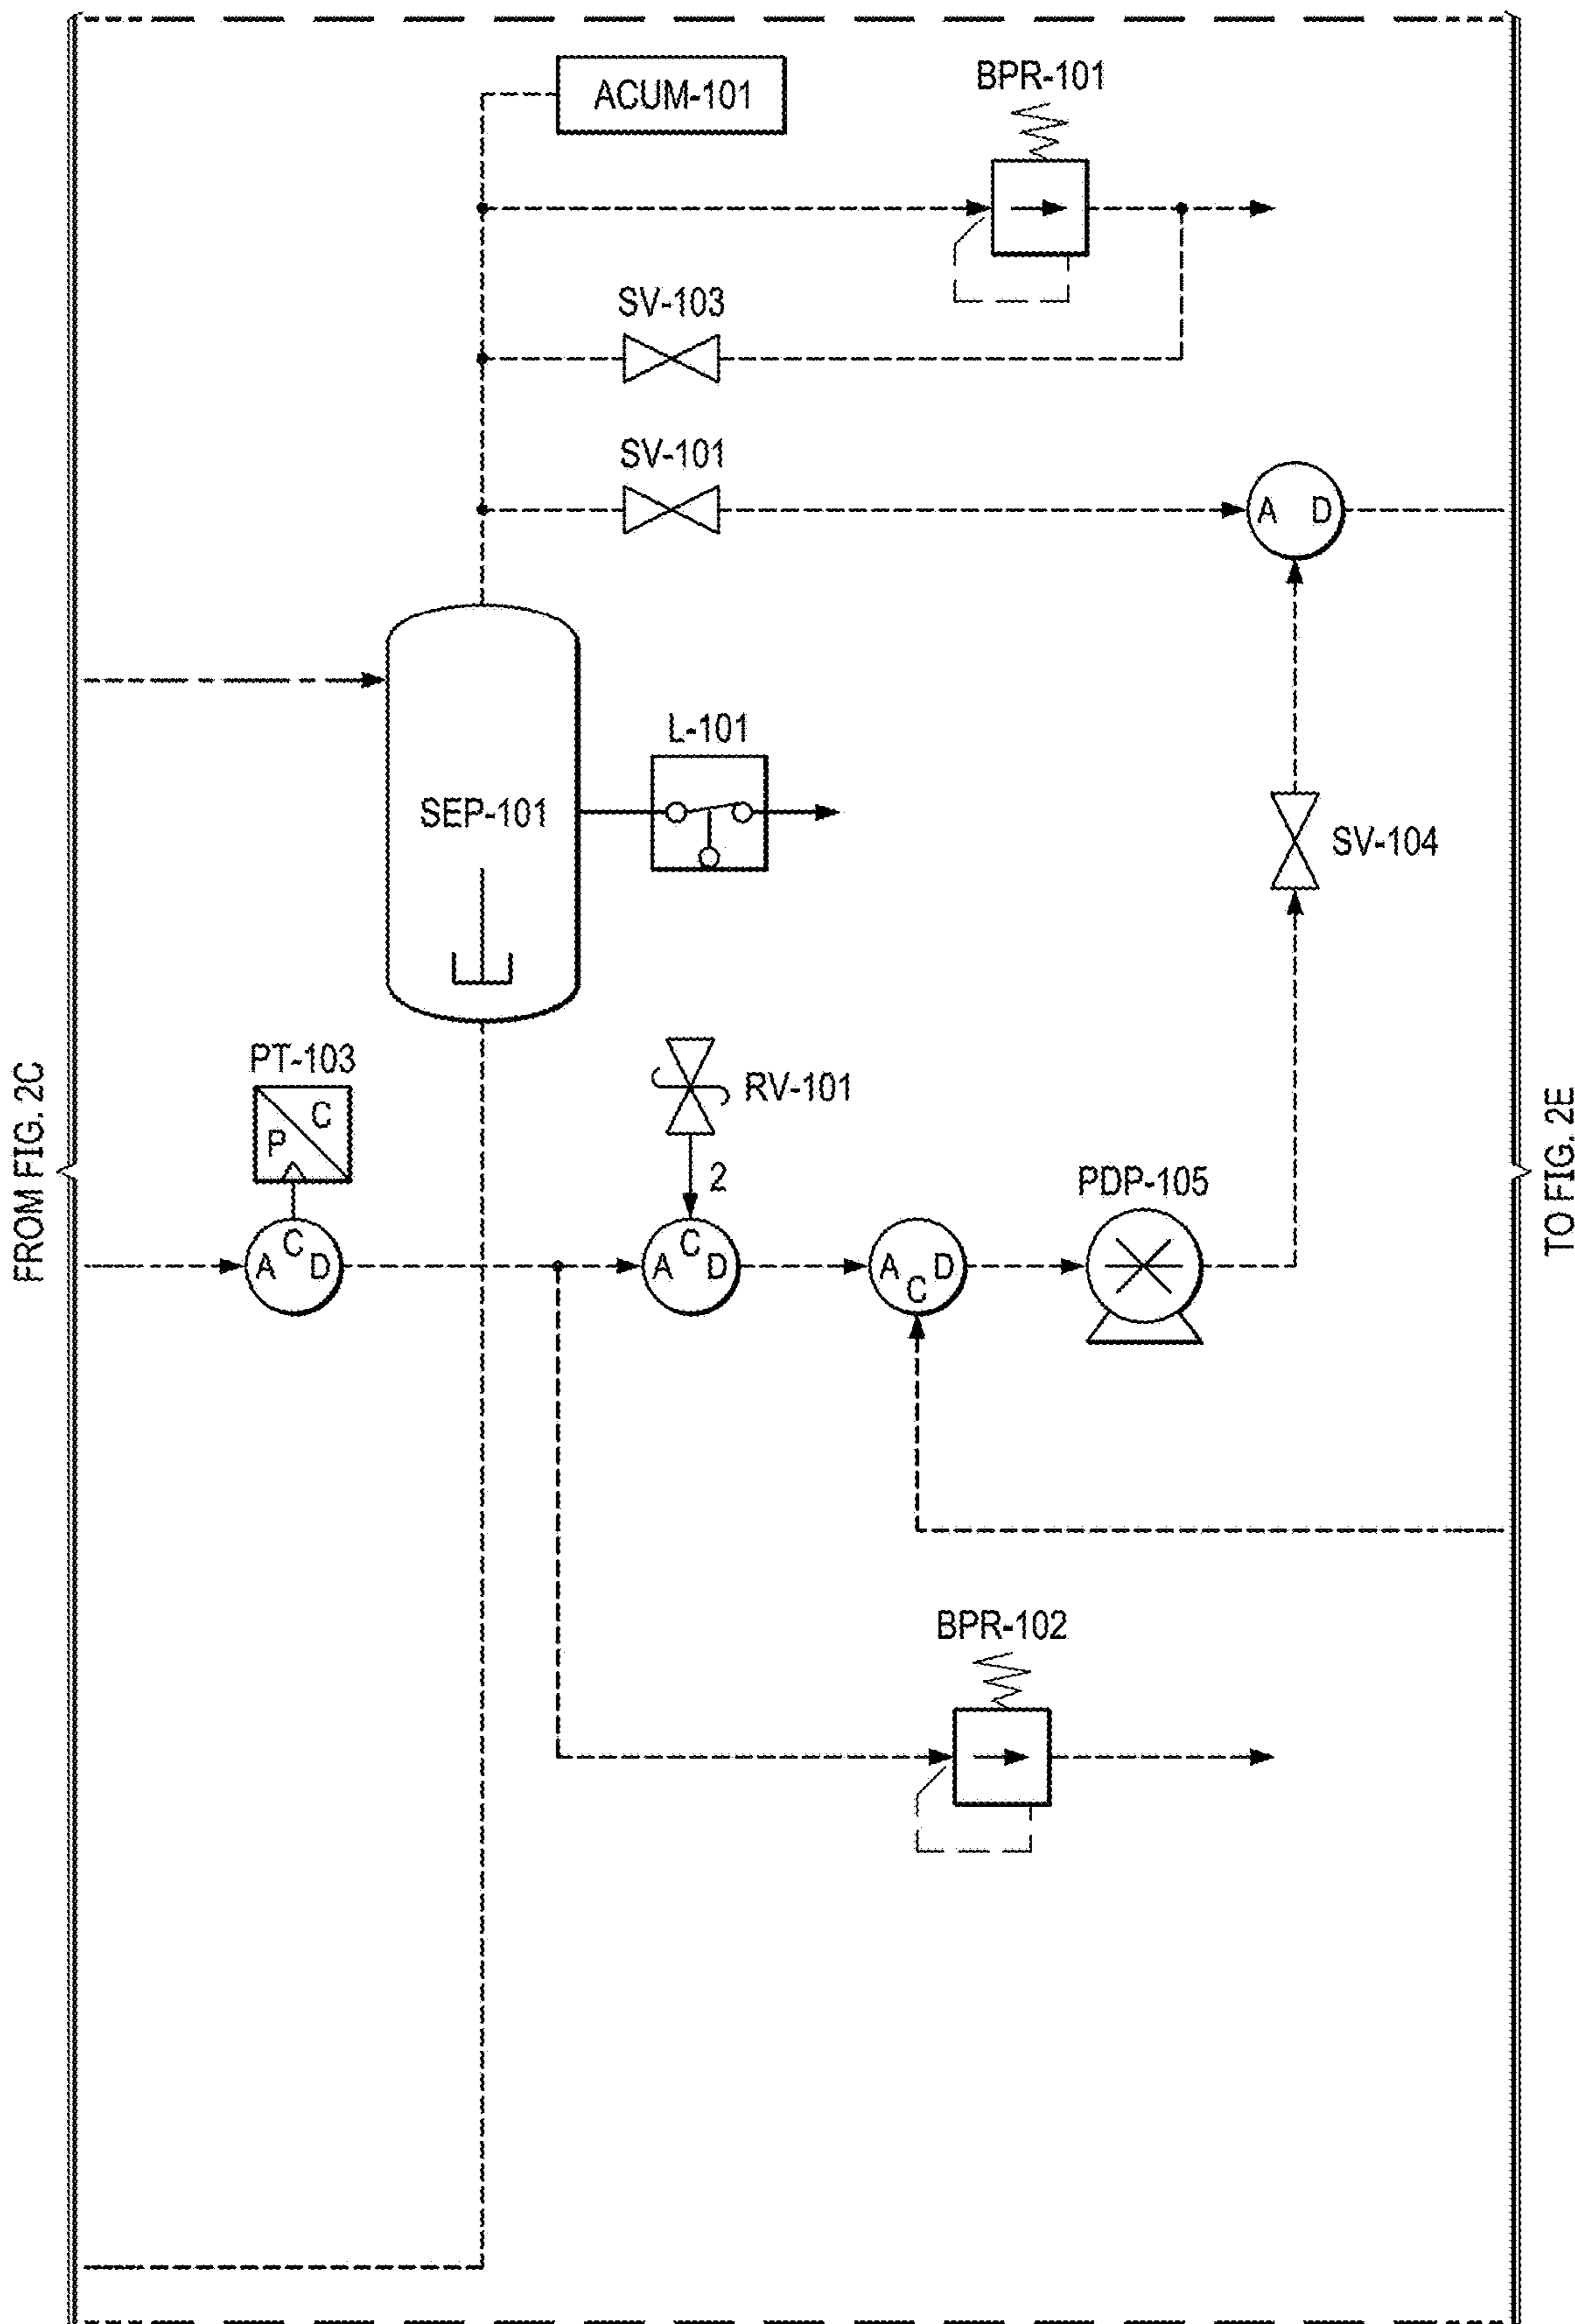 ACUM-101
BPR-101
SV-103
SV-101
A D
L-101
SEP-101
SV-104
PT-103
P C
RV-101
2
PDP-105
A C D
A C D
A C D
BPR-102
FROM FIG. 2C
TO FIG. 2E